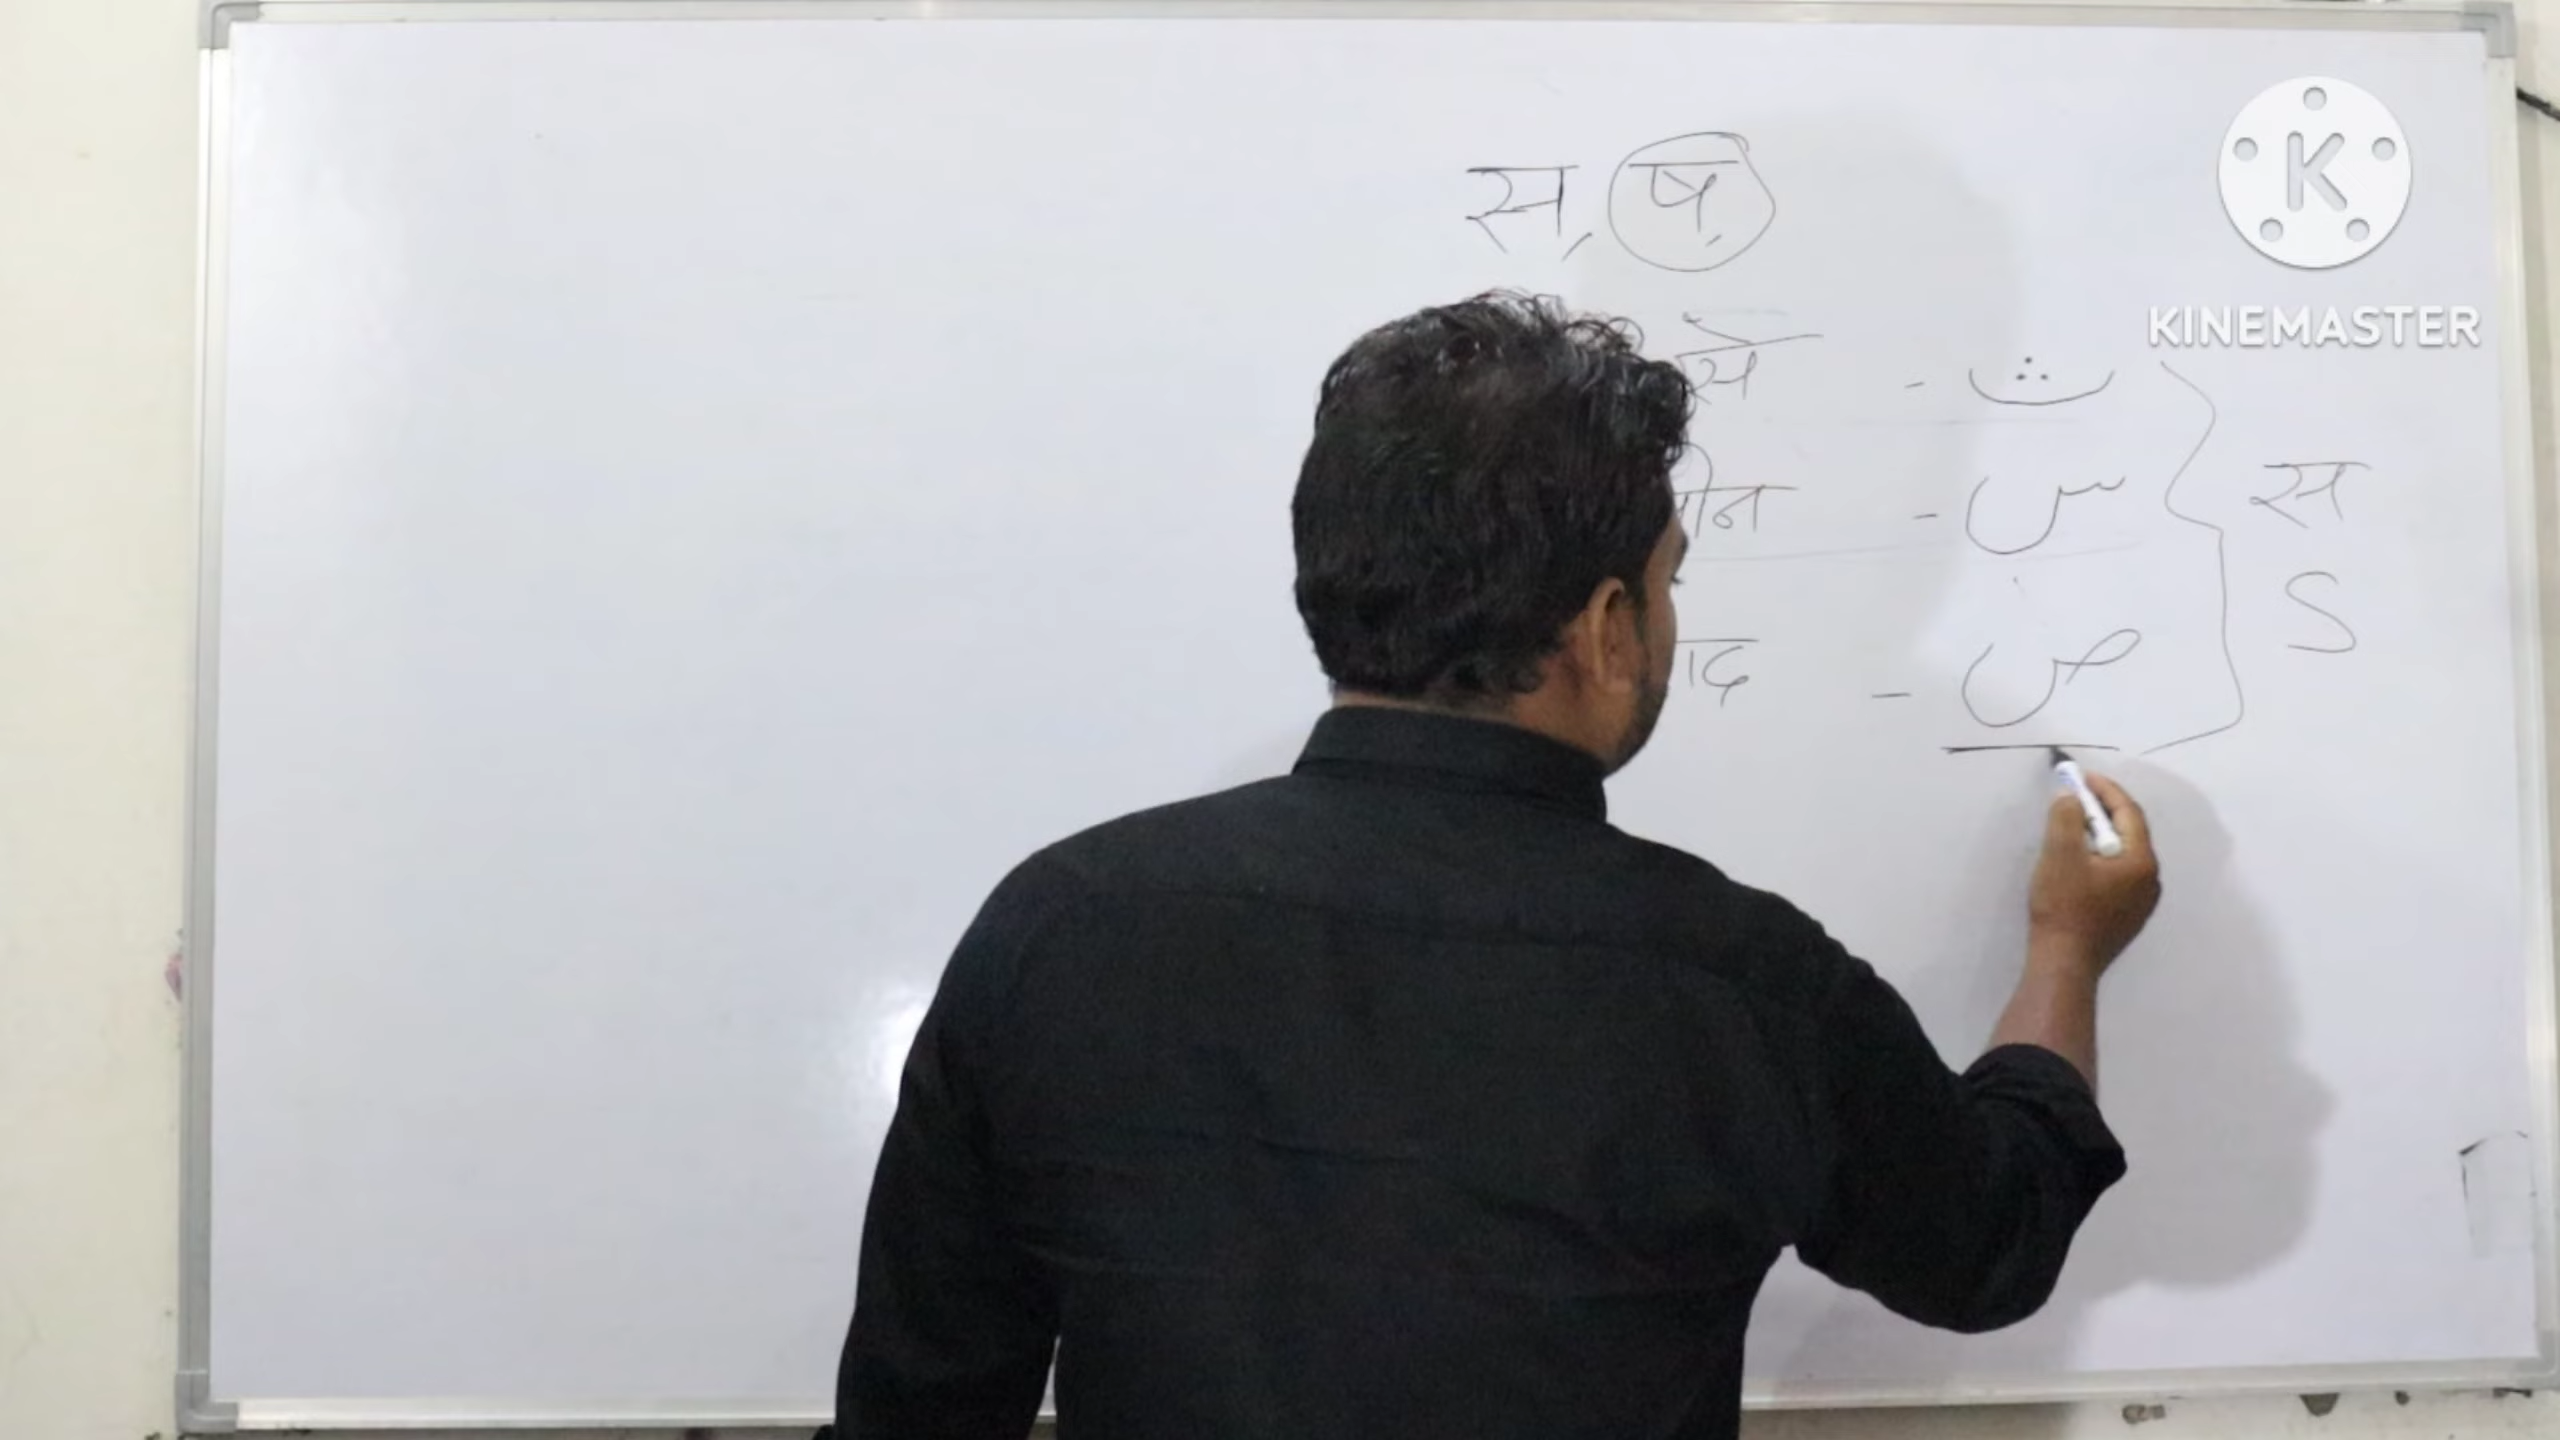 स, ष,
K
KINEMASTER
से - ث
ीन - س
स
S
ाद - ص